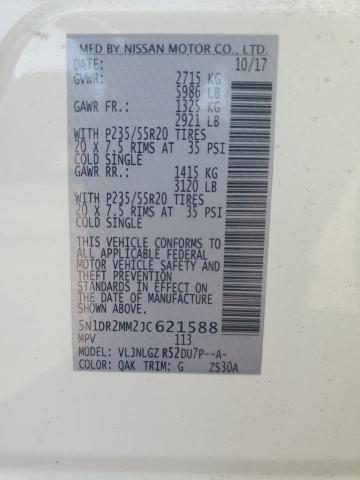 MFD BY NISSAN MOTOR CO., LTD.
DATE: 10/17
GVWR: 2715 KG
5986 LB
GAWR FR.: 1325 KG
2921 LB
WITH P235/55R20 TIRES
20 X 7.5 RIMS AT 35 PSI
COLD SINGLE
GAWR RR.: 1415 KG
3120 LB
WITH P235/55R20 TIRES
20 X 7.5 RIMS AT 35 PSI
COLD SINGLE
THIS VEHICLE CONFORMS TO
ALL APPLICABLE FEDERAL
MOTOR VEHICLE SAFETY
STANDARDS IN EFFECT ON
THE DATE OF MANUFACTURE
SHOWN ABOVE.
5N1DR2MM2JC621588
MPV 113
MODEL: VLJNLGZ R52DU7P--A-
COLOR: QAK TRIM: G ZS30A